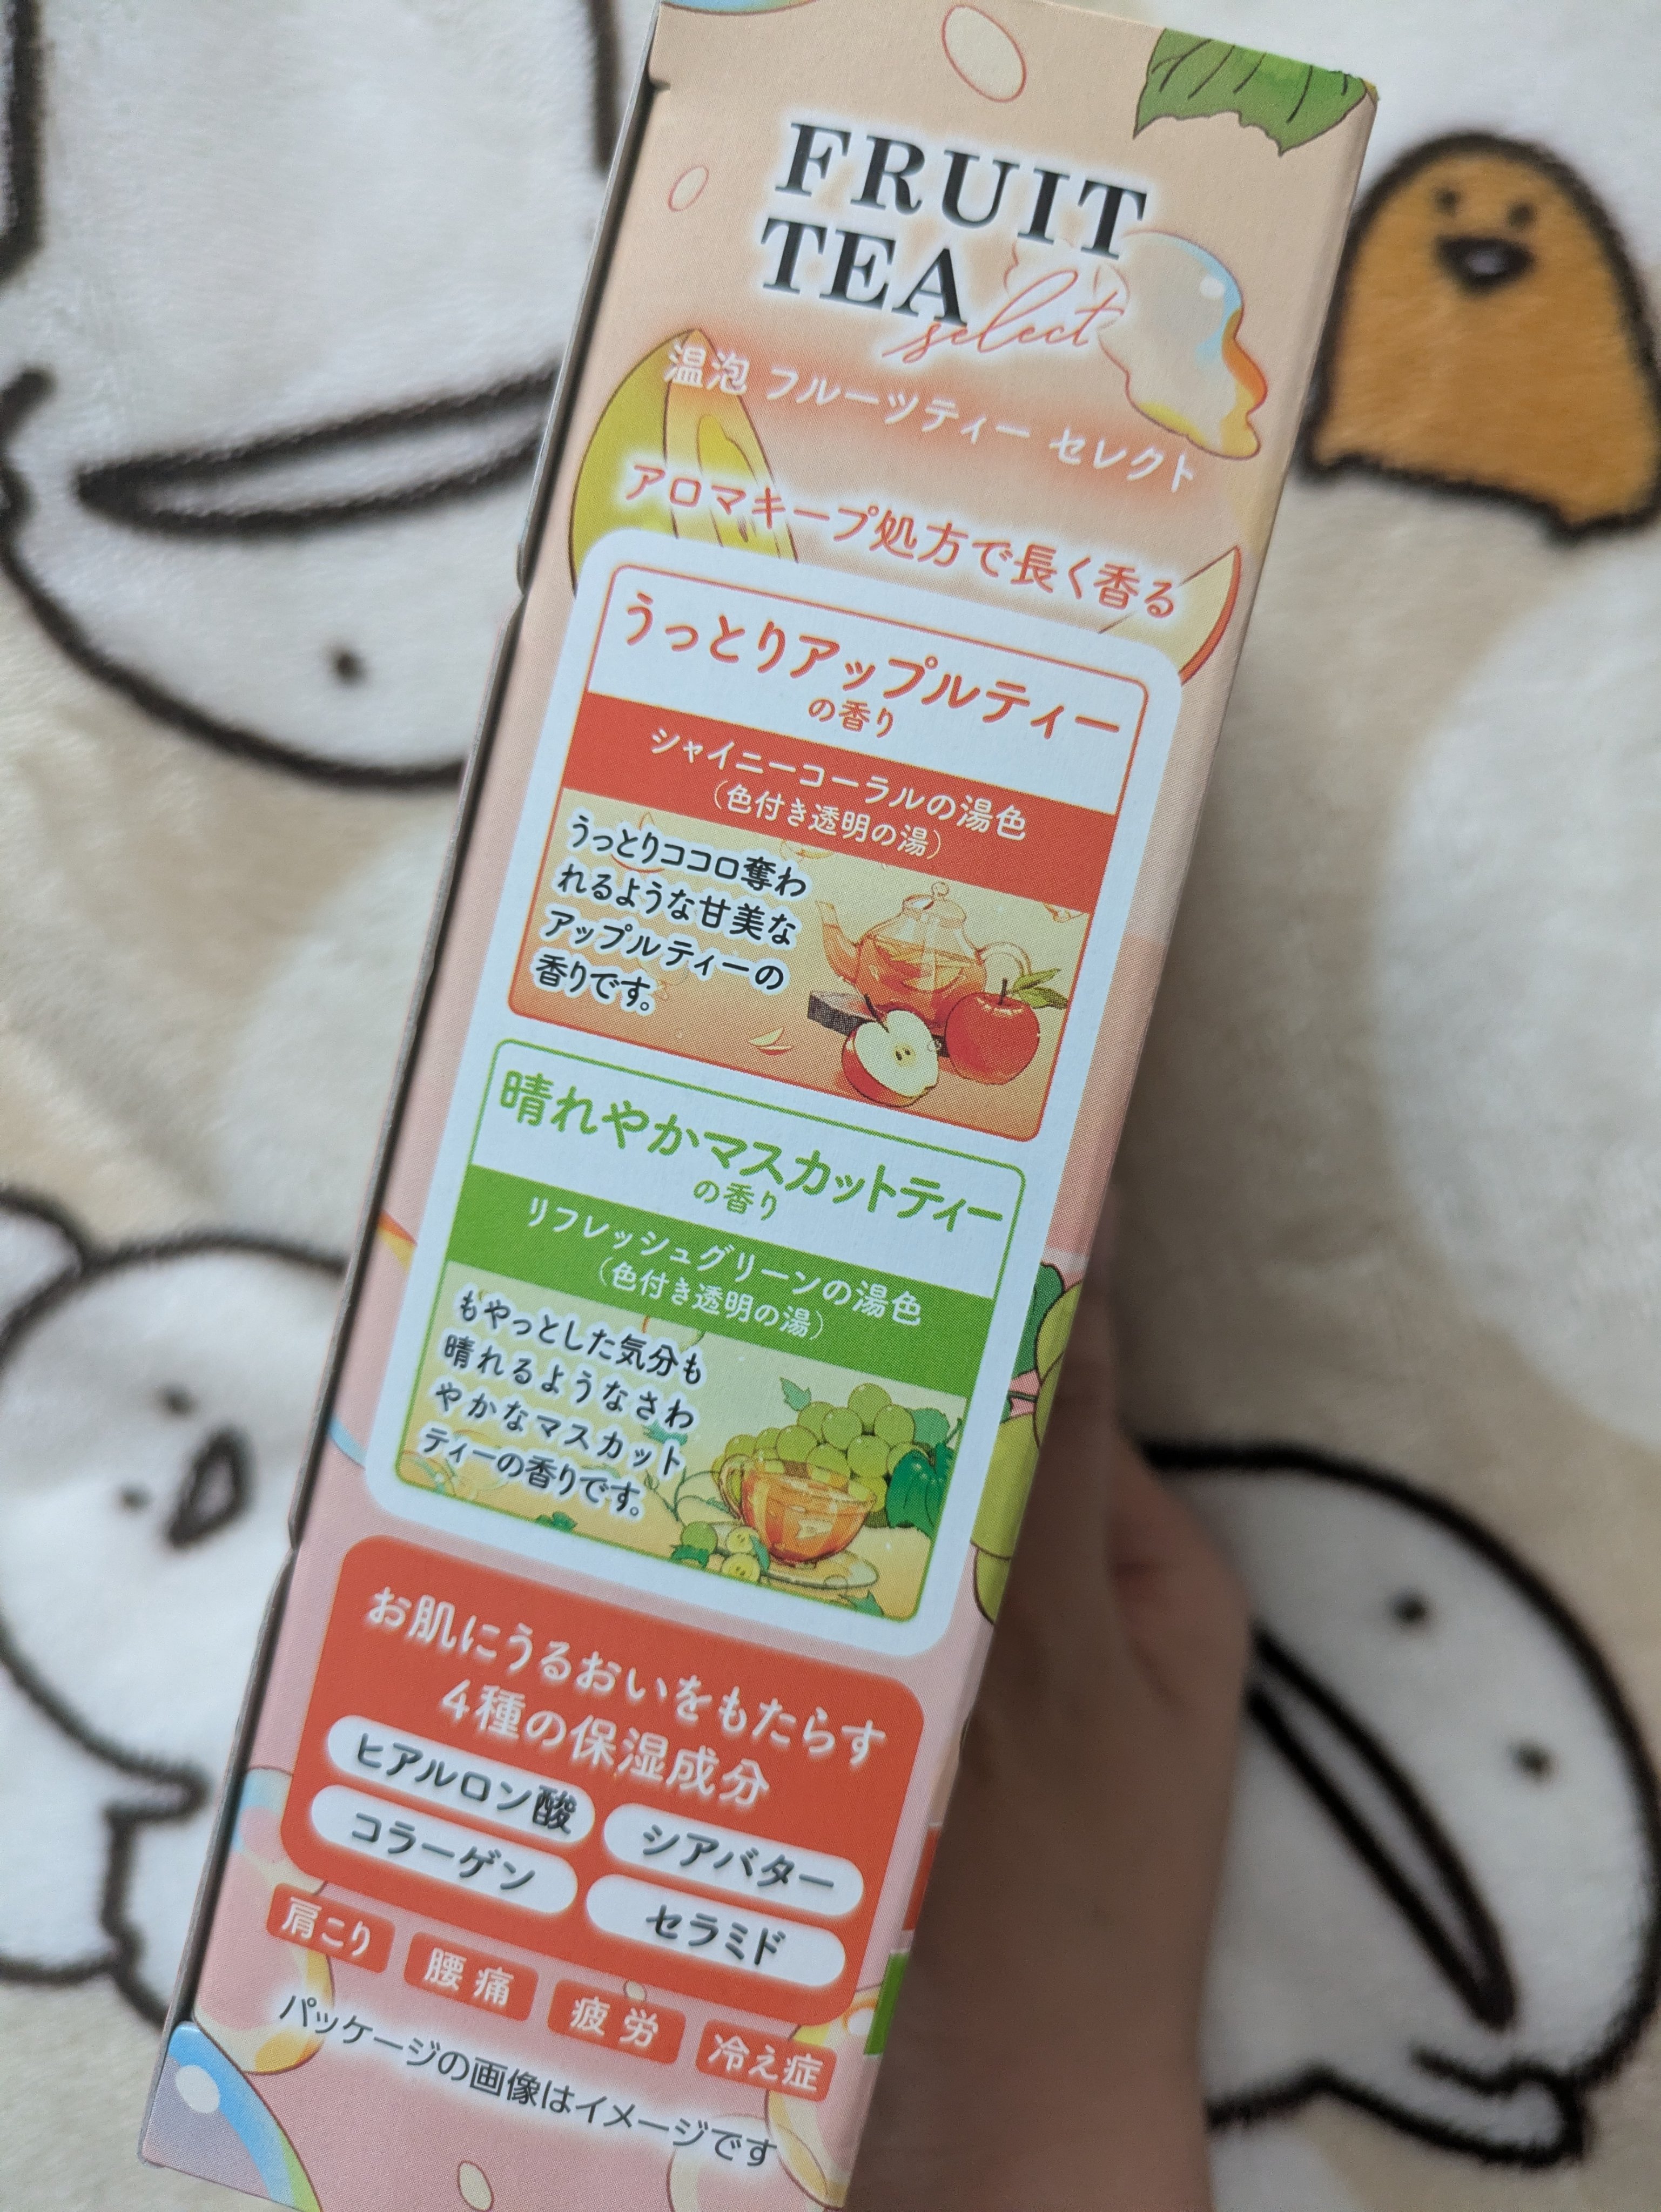 FRUIT
TEA
select
温泡 フルーツティー セレクト
アロマキープ処方で長く香る
うっとりアップルティー
の香り
シャイニーコーラルの湯色
(色付き透明の湯)
うっとりココロ奪わ
れるような甘美な
アップルティーの
香りです。
晴れやかマスカットティー
の香り
リフレッシュグリーンの湯色
(色付き透明の湯)
もやっとした気分も
晴れるようなさわ
やかなマスカット
ティーの香りです。
お肌にうるおいをもたらす
4種の保湿成分
ヒアルロン酸
シアバター
コラーゲン
セラミド
肩こり 腰痛 疲労 冷え症
パッケージの画像はイメージです